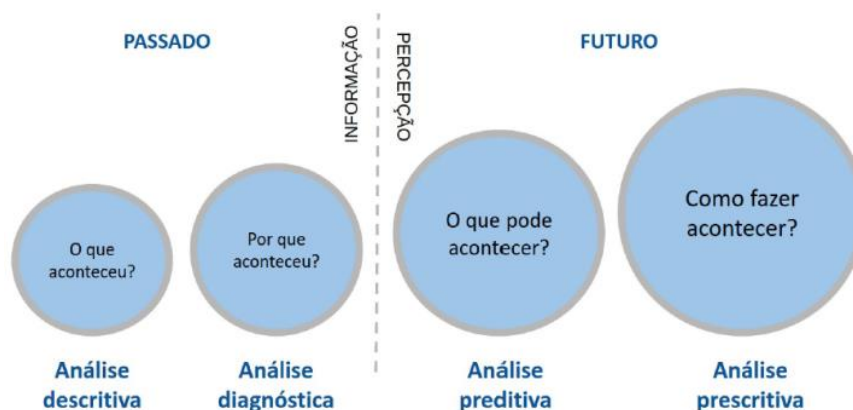 PASSADO
INFORMAÇÃO
PERCEPÇÃO
FUTURO
O que
aconteceu?
Por que
aconteceu?
O que pode
acontecer?
Como fazer
acontecer?
Análise
descritiva
Análise
diagnóstica
Análise
preditiva
Análise
prescritiva